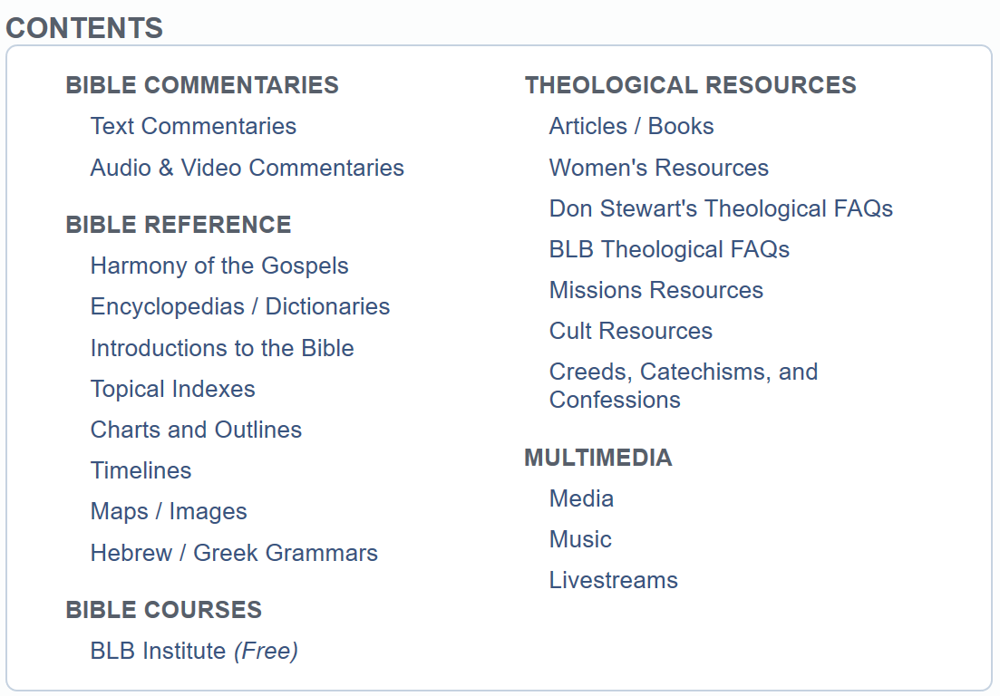 CONTENTS
BIBLE COMMENTARIES
Text Commentaries
Audio & Video Commentaries
BIBLE REFERENCE
Harmony of the Gospels
Encyclopedias / Dictionaries
Introductions to the Bible
Topical Indexes
Charts and Outlines
Timelines
Maps / Images
Hebrew / Greek Grammars
BIBLE COURSES
BLB Institute (Free)
THEOLOGICAL RESOURCES
Articles / Books
Women's Resources
Don Stewart's Theological FAQs
BLB Theological FAQs
Missions Resources
Cult Resources
Creeds, Catechisms, and
Confessions
MULTIMEDIA
Media
Music
Livestreams